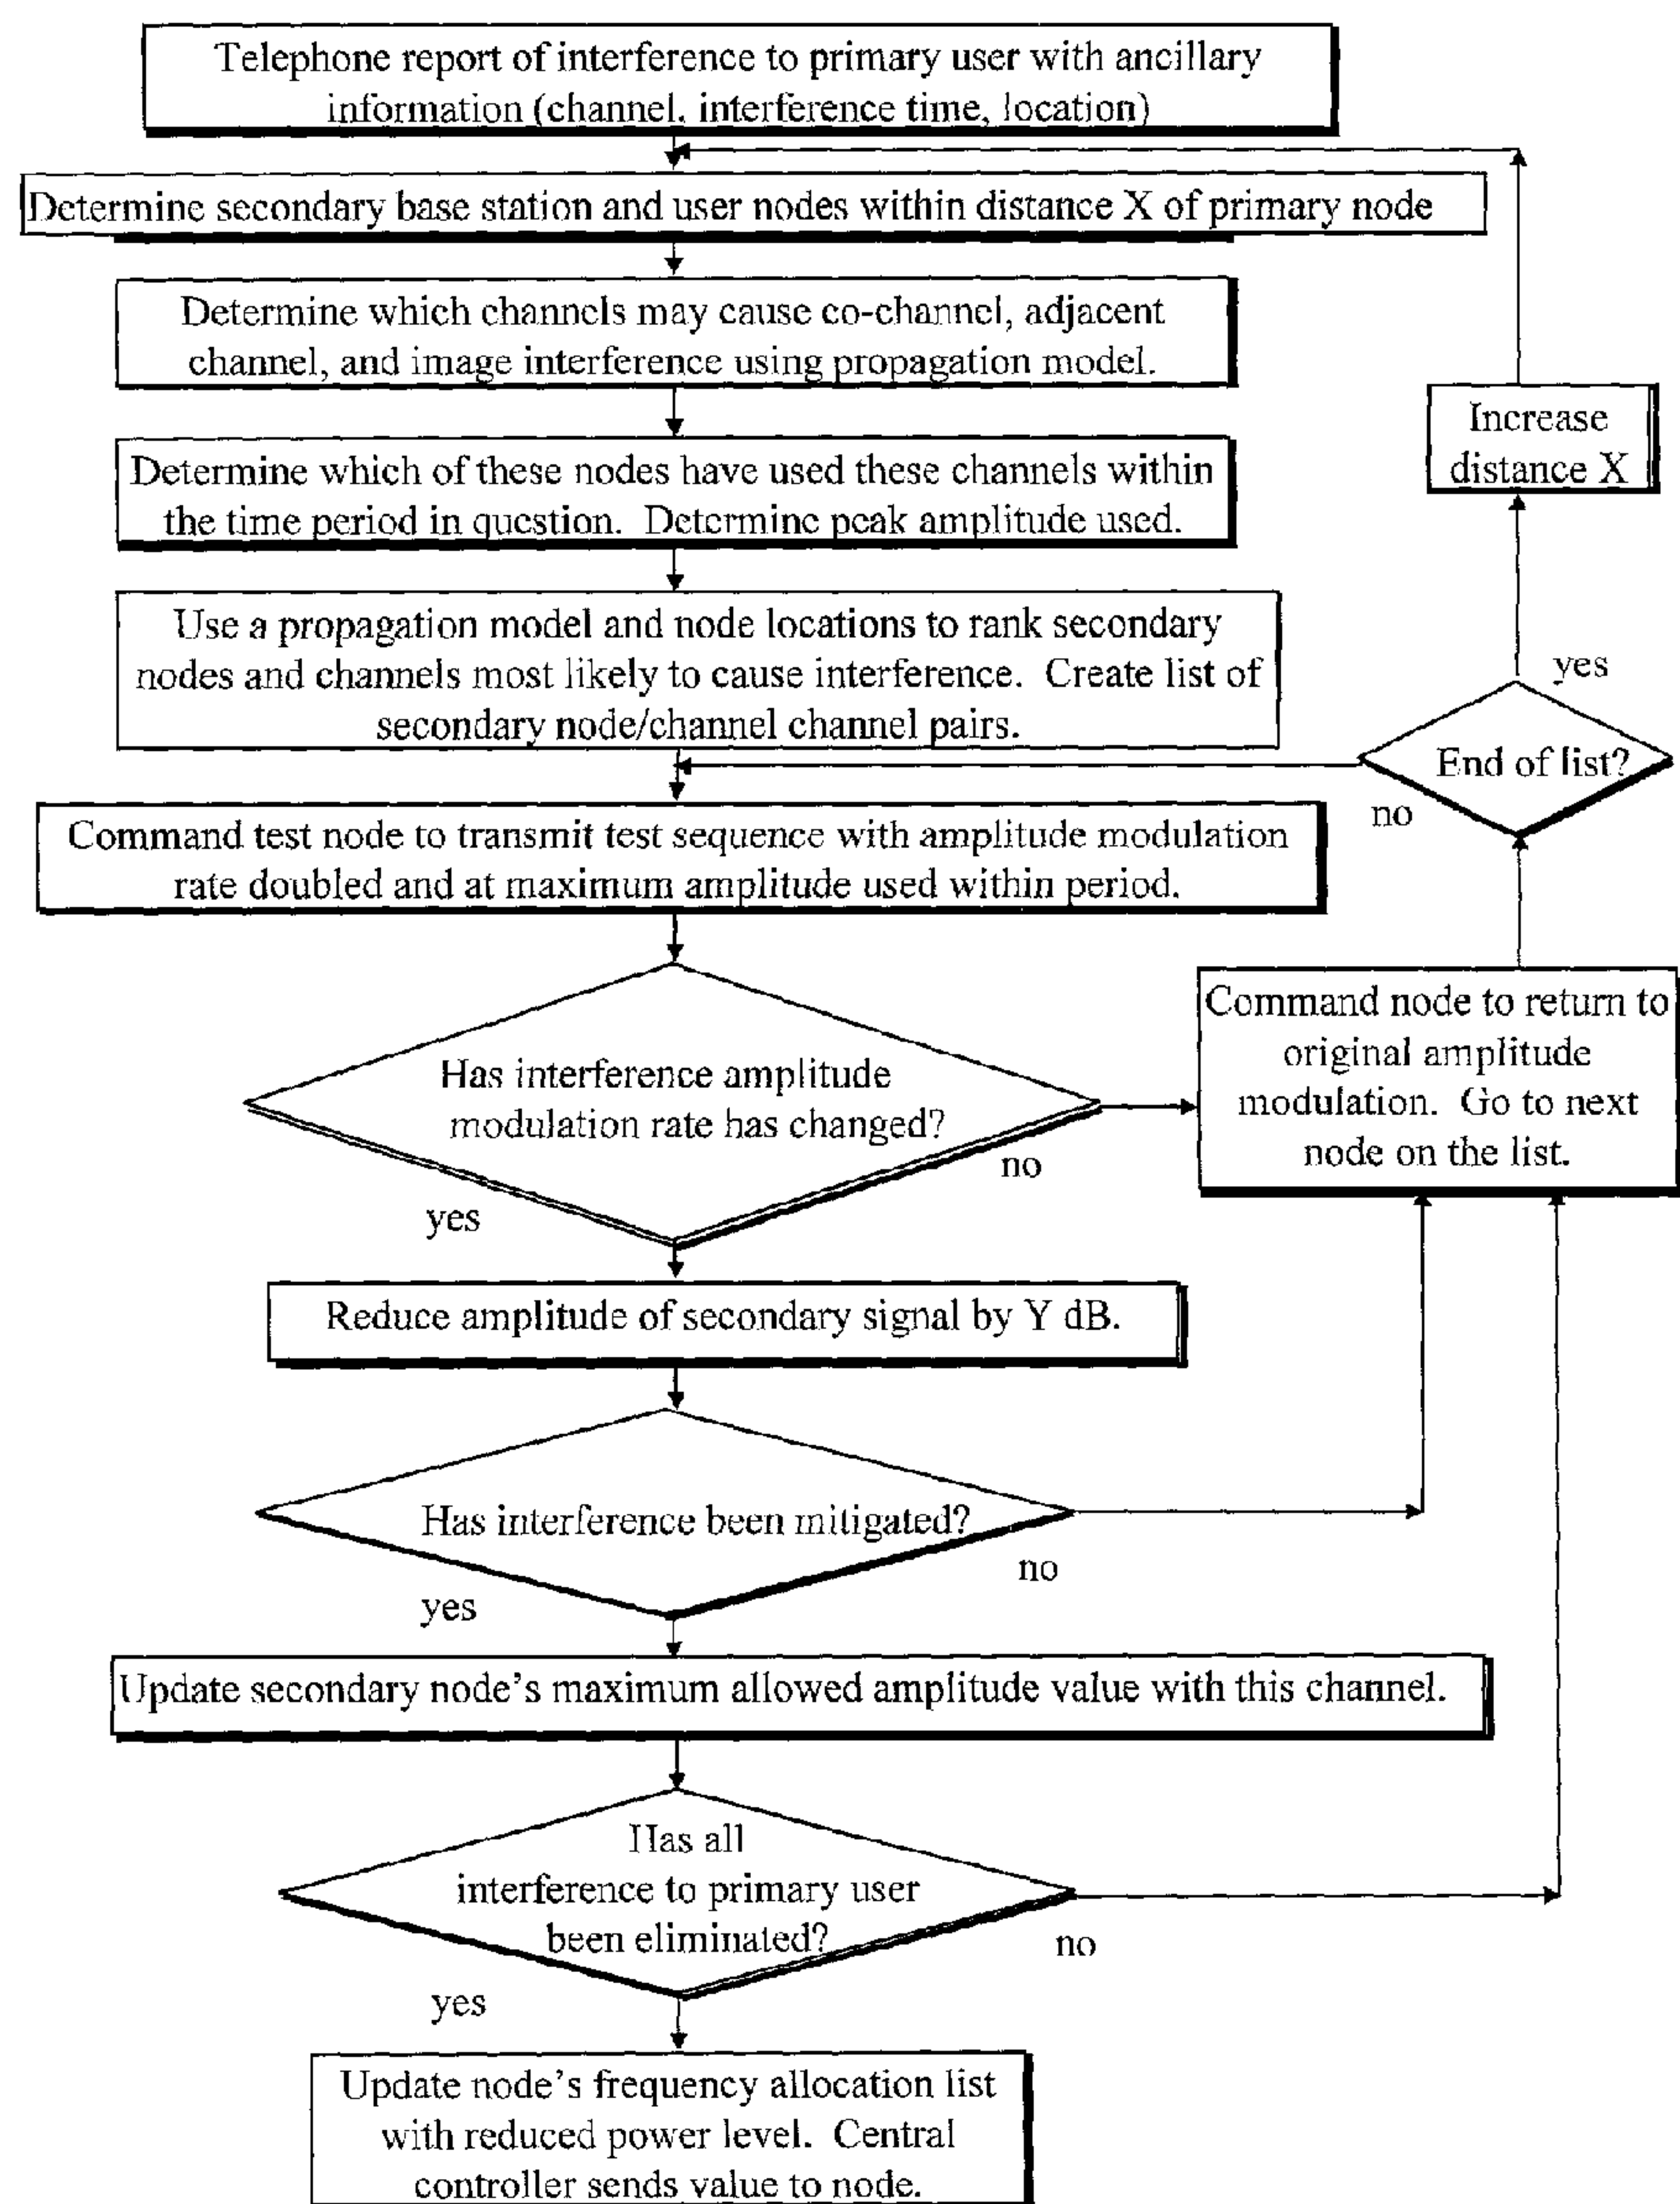 Telephone report of interference to primary user with ancillary
information (channel, interference time, location)
Determine secondary base station and user nodes within distance X of primary node
Determine which channels may cause co-channel, adjacent
channel, and image interference using propagation model.
Increase
distance X
Determine which of these nodes have used these channels within
the time period in question. Determine peak amplitude used.
Use a propagation model and node locations to rank secondary
nodes and channels most likely to cause interference. Create list of
secondary node/channel channel pairs.
yes
End of list?
no
Command test node to transmit test sequence with amplitude modulation
rate doubled and at maximum amplitude used within period.
Command node to return to
original amplitude
modulation. Go to next
node on the list.
Has interference amplitude
modulation rate has changed?
no
yes
Reduce amplitude of secondary signal by Y dB.
Has interference been mitigated?
no
yes
Update secondary node's maximum allowed amplitude value with this channel.
Has all
interference to primary user
been eliminated?
no
yes
Update node's frequency allocation list
with reduced power level. Central
controller sends value to node.